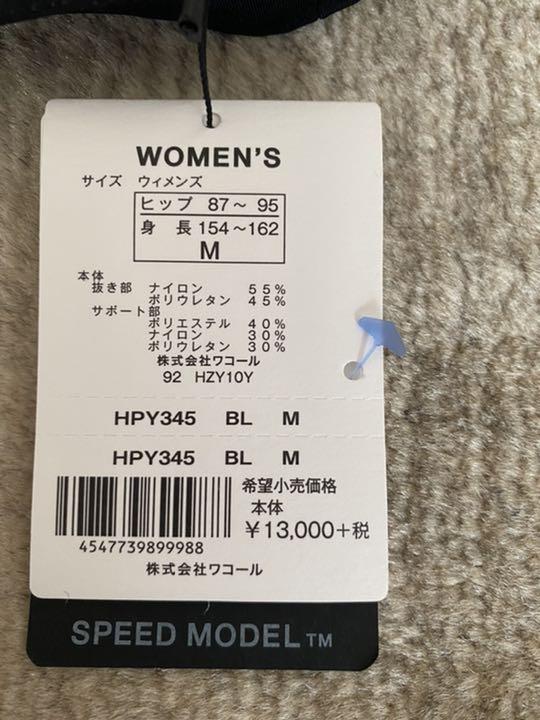 WOMEN'S
サイズ ウィメンズ
ヒップ 87～ 95
身 長 154～162
M
本体
抜き部 ナイロン 55%
ポリウレタン 45%
サポート部
ポリエステル 40%
ナイロン 30%
ポリウレタン 30%
株式会社ワコール
92 HZY10Y
HPY345 BL M
HPY345 BL M
希望小売価格
本体
¥13,000+税
4547739899988
株式会社ワコール
SPEED MODEL TM